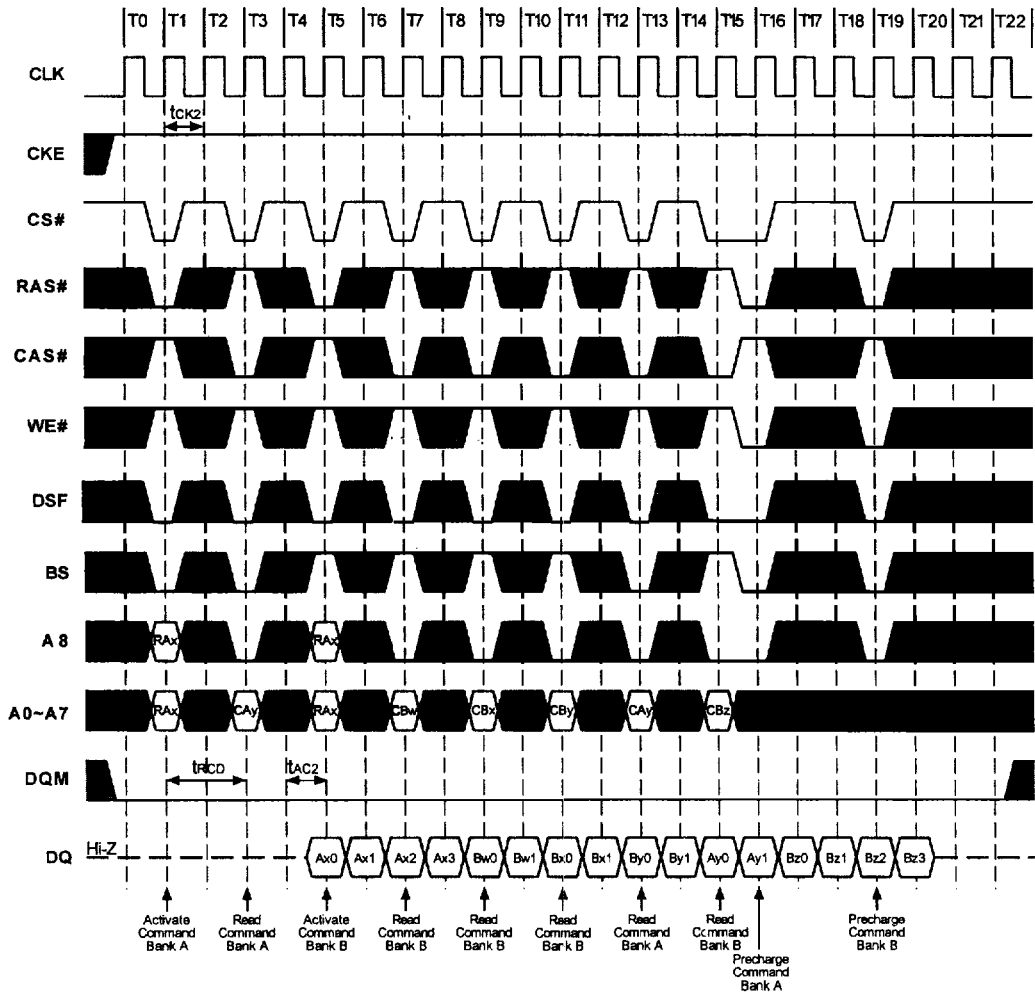 T0 T1 T2 T3 T4 T5 T6 T7 T8 T9 T10 T11 T12 T13 T14 T15 T16 T17 T18 T19 T20 T21 T22
CLK
tCK2
CKE
CS#
RAS#
CAS#
WE#
DSF
BS
A8 RAx RAx
A0~A7 RAx CAy RAx CBw CBx CBy CAy CBz
tRCD tAC2
DQM
DQ Hi-Z Ax0 Ax1 Ax2 Ax3 Bw0 Bw1 Bx0 Bx1 By0 By1 Ay0 Ay1 Bz0 Bz1 Bz2 Bz3
Activate Command Bank A
Read Command Bank A
Activate Command Bank B
Read Command Bank B
Read Command Bank B
Read Command Bank B
Read Command Bank A
Read Command Bank B
Precharge Command Bank A
Precharge Command Bank B